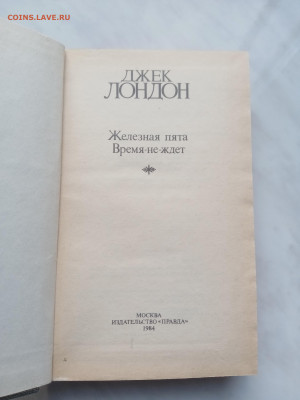 COINS.LAVE.RU
ДЖЕК
ЛОНДОН
Железная пята
Время-не-ждет
МОСКВА
ИЗДАТЕЛЬСТВО «ПРАВДА»
1984